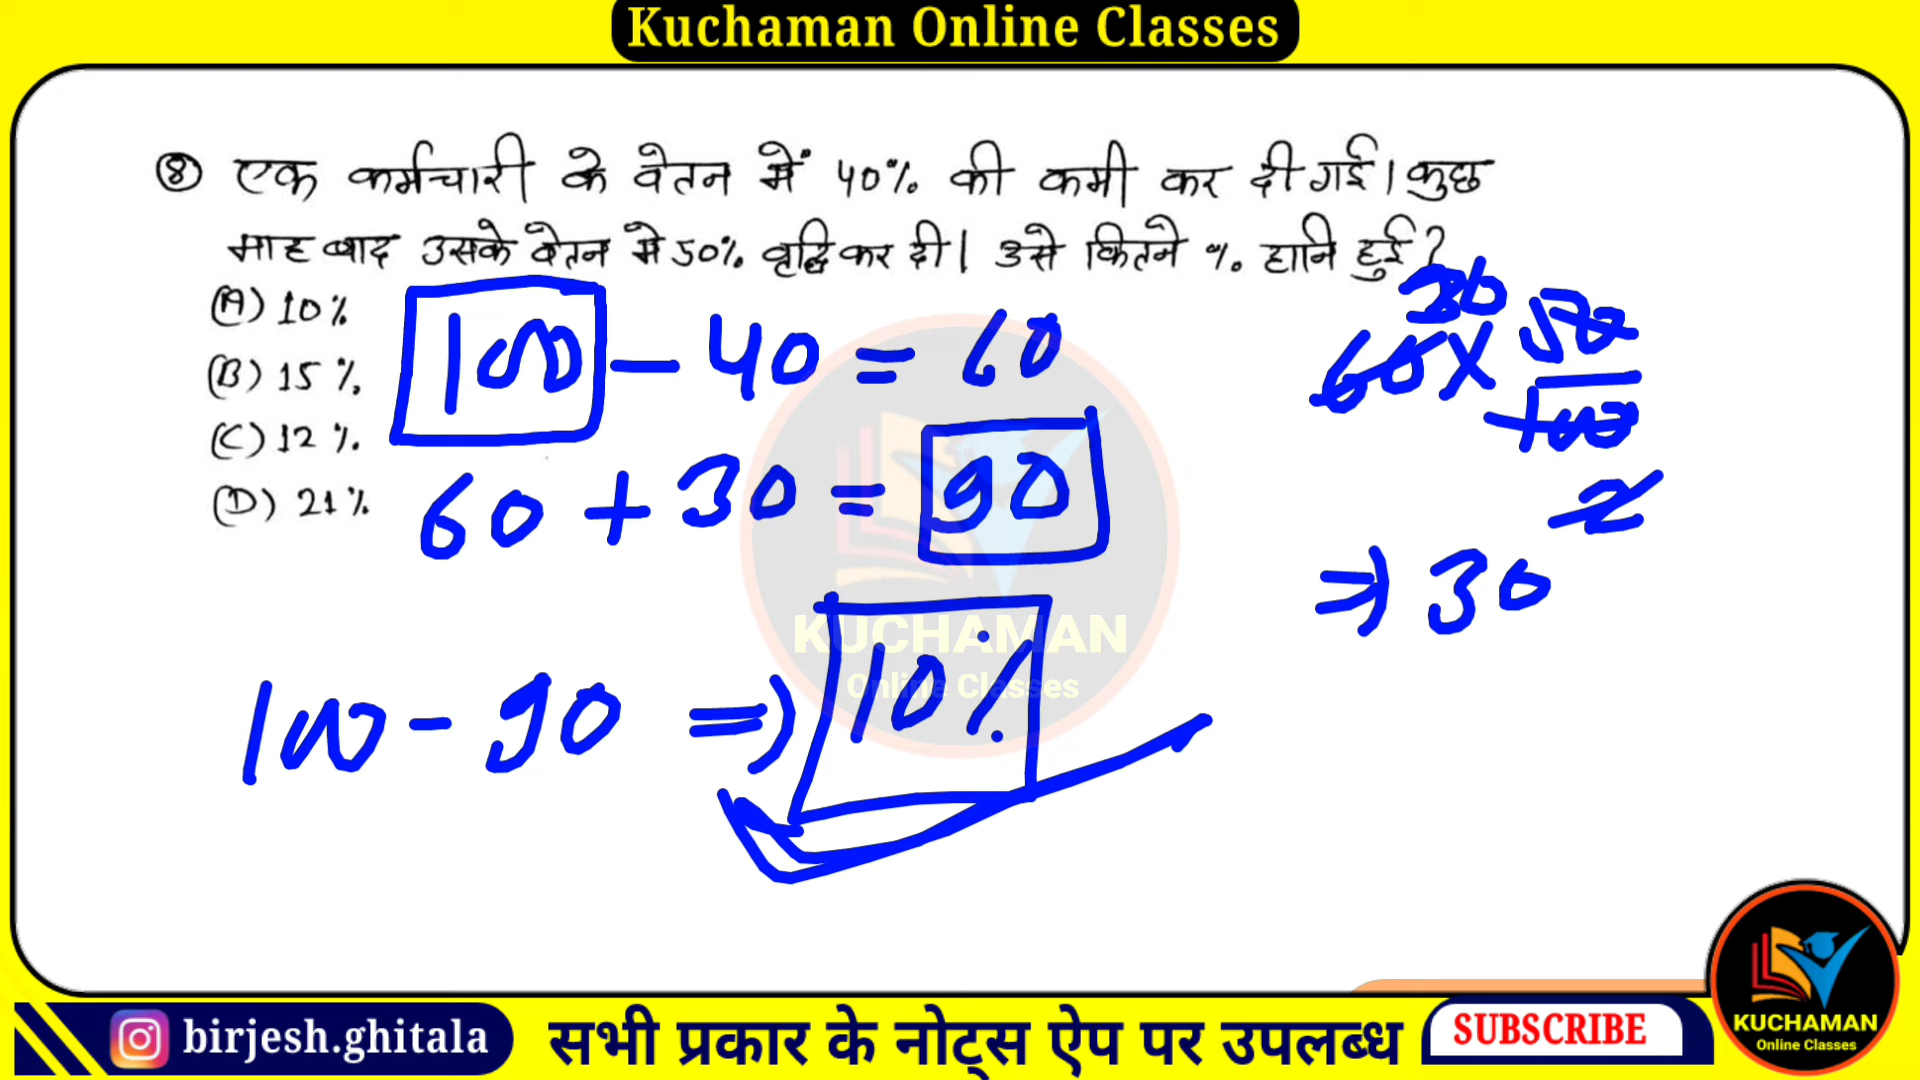 Kuchaman Online Classes
⑧ एक कर्मचारी के वेतन में 40% की कमी कर दी गई। कुछ
माह बाद उसके वेतन मे 50% वृद्धि कर दी। उसे कितने % हानि हुई?
(A) 10%
(B) 15%
(C) 12%
(D) 21%
100 - 40 = 60
60 + 30 = 90
100 - 90 => 10%
30
60 x 50
100
2
=> 30
KUCHAMAN
Online Classes
birjesh.ghitala
सभी प्रकार के नोट्स ऐप पर उपलब्ध
SUBSCRIBE
KUCHAMAN
Online Classes